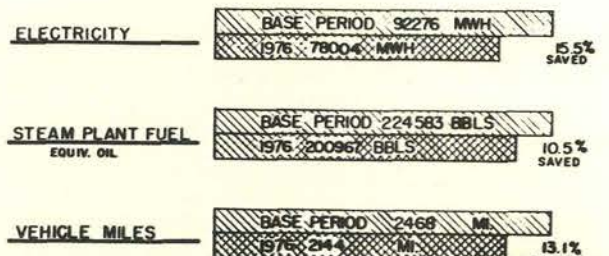 ELECTRICITY
BASE PERIOD 92276 MWH
1976 78004 MWH
15.5%
SAVED
STEAM PLANT FUEL
EQUIV. OIL
BASE PERIOD 224583 BBLS
1976 200967 BBLS
10.5%
SAVED
VEHICLE MILES
BASE PERIOD 2468 MI.
1976 2144 MI.
13.1%